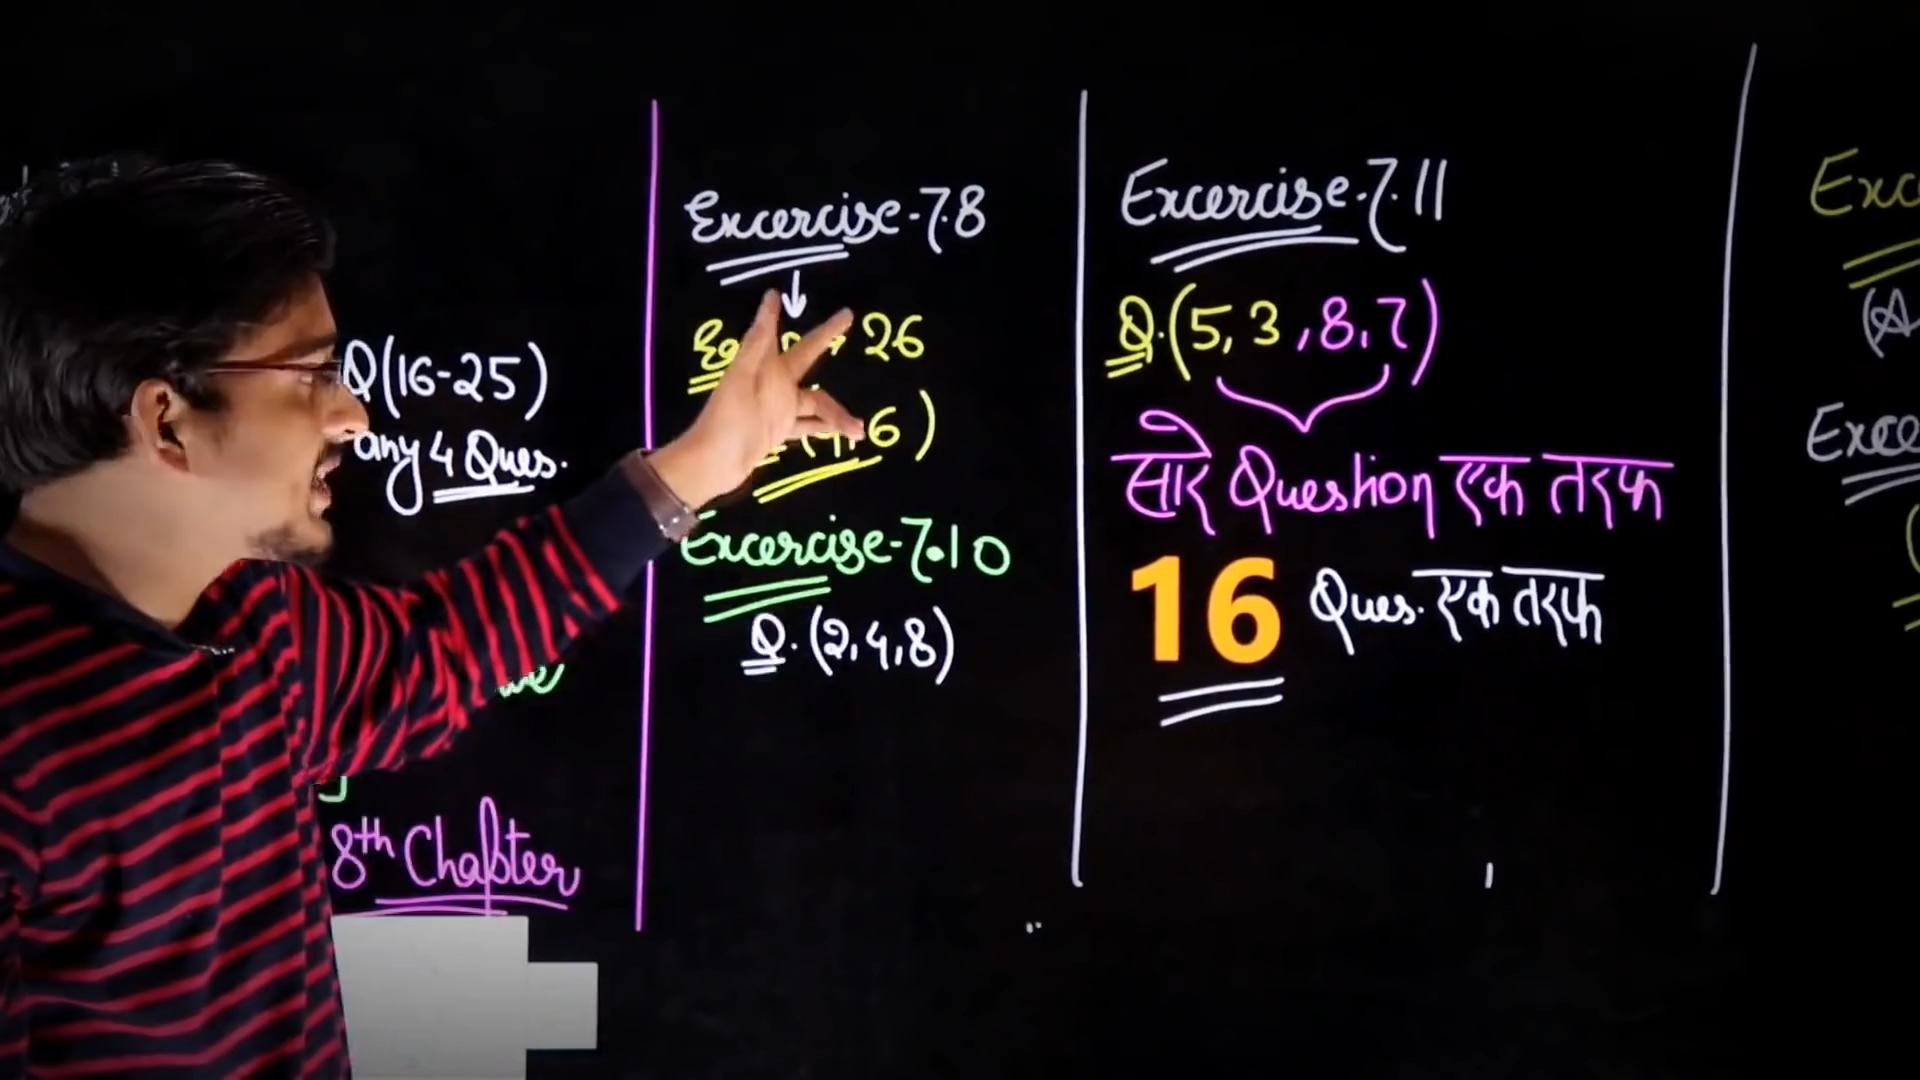 Q(16-25)
any 4 Ques.
8th Chapter
Excercise-7.8
26
6)
Excercise-7.10
Q. (2,4,8)
Excercise-7.11
Q. (5, 3, 8, 7)
सारे Question एक तरफ
16 Ques. एक तरफ